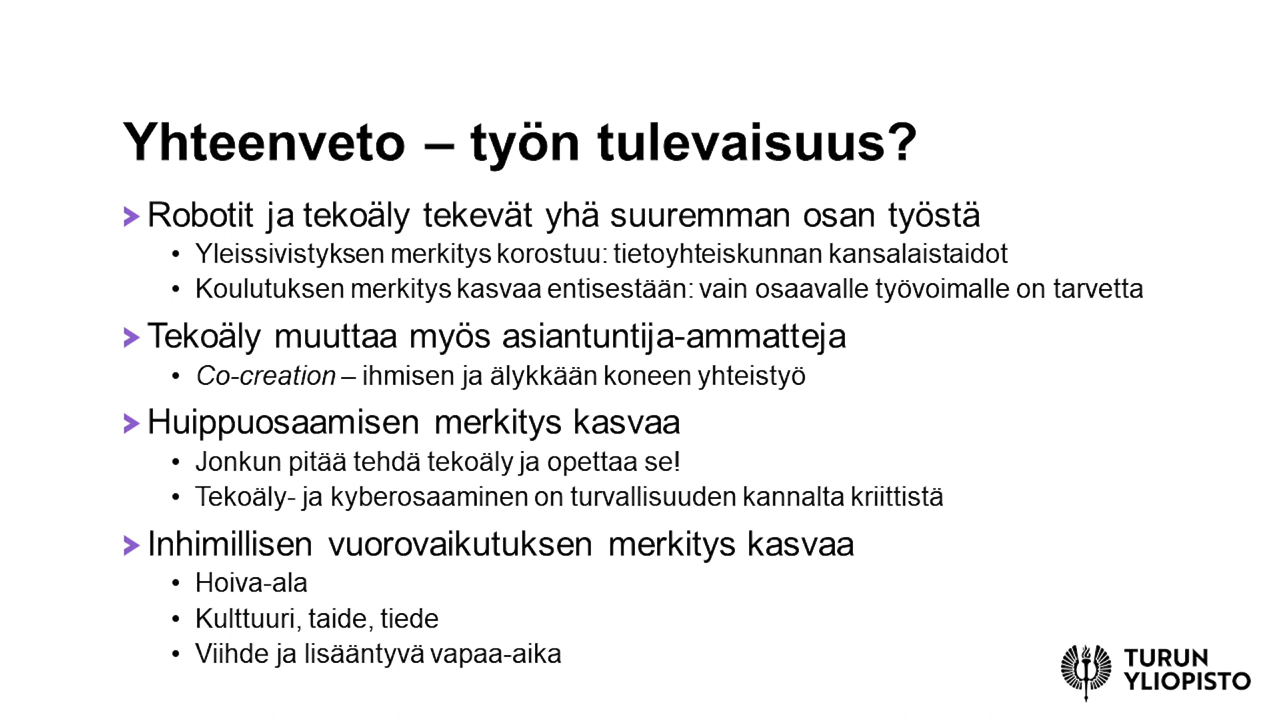 Yhteenveto – työn tulevaisuus?
> Robotit ja tekoäly tekevät yhä suuremman osan työstä
• Yleissivistyksen merkitys korostuu: tietoyhteiskunnan kansalaistaidot
• Koulutuksen merkitys kasvaa entisestään: vain osaavalle työvoimalle on tarvetta
> Tekoäly muuttaa myös asiantuntija-ammatteja
• Co-creation – ihmisen ja älykkään koneen yhteistyö
> Huippuosaamisen merkitys kasvaa
• Jonkun pitää tehdä tekoäly ja opettaa se!
• Tekoäly- ja kyberosaaminen on turvallisuuden kannalta kriittistä
> Inhimillisen vuorovaikutuksen merkitys kasvaa
• Hoiva-ala
• Kulttuuri, taide, tiede
• Viihde ja lisääntyvä vapaa-aika
TURUN
YLIOPISTO